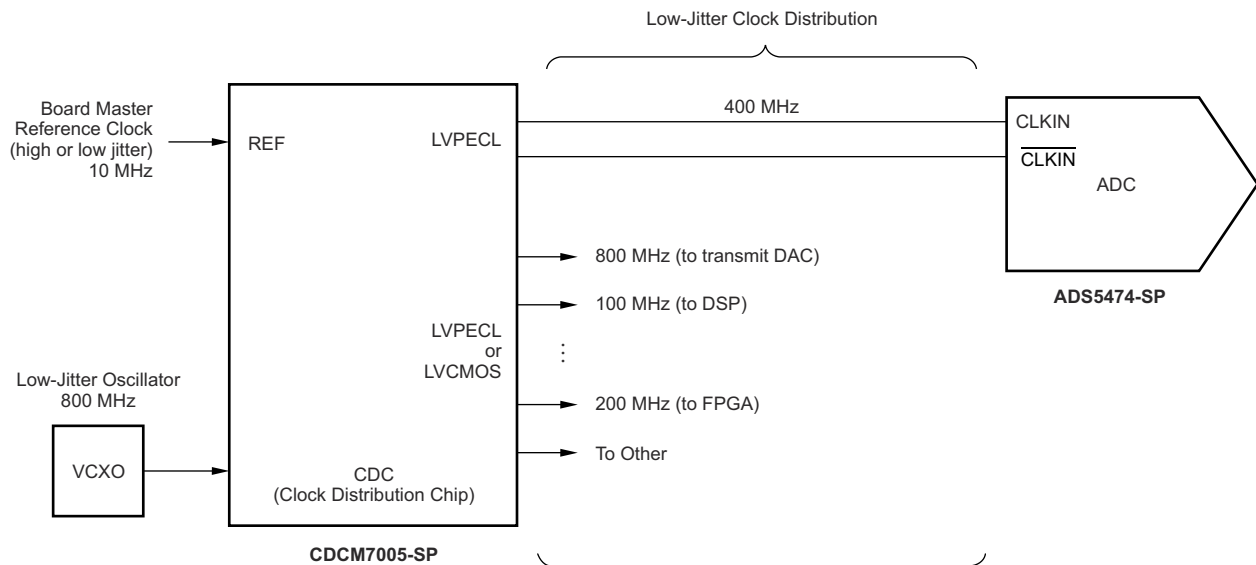 Low-Jitter Clock Distribution
Board Master
Reference Clock
(high or low jitter)
10 MHz
REF
LVPECL
400 MHz
CLKIN
CLKIN
ADC
ADS5474-SP
800 MHz (to transmit DAC)
100 MHz (to DSP)
LVPECL
or
LVCMOS
⋮
200 MHz (to FPGA)
To Other
Low-Jitter Oscillator
800 MHz
VCXO
CDC
(Clock Distribution Chip)
CDCM7005-SP